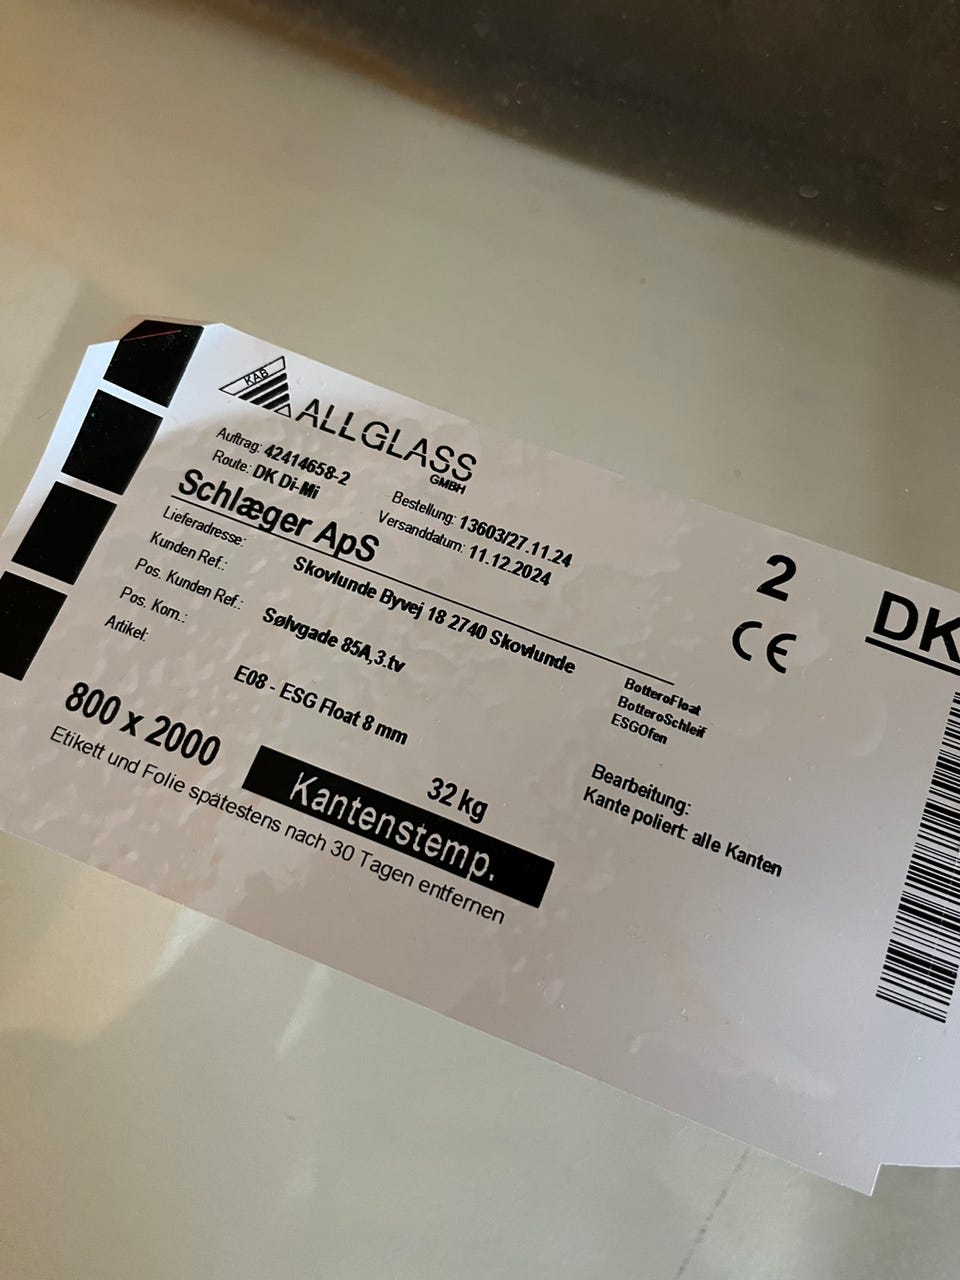 KAB
ALLGLASS
GMBH
Auftrag: 42414658-2
Bestellung: 13603/27.11.24
Route: DK Di-Mi
Versanddatum: 11.12.2024
2
DK
Schlæger ApS
CE
Lieferadresse:
Skovlunde Byvej 18 2740 Skovlunde
Kunden Ref.:
Pos. Kunden Ref.:
Sølvgade 85A,3.tv
Pos. Kom.:
Artikel:
E08 - ESG Float 8 mm
BotteroFloat
BotteroSchleif
ESGOfen
800 x 2000
32 kg
Bearbeitung:
Kante poliert: alle Kanten
Kantenstemp.
Etikett und Folie spätestens nach 30 Tagen entfernen